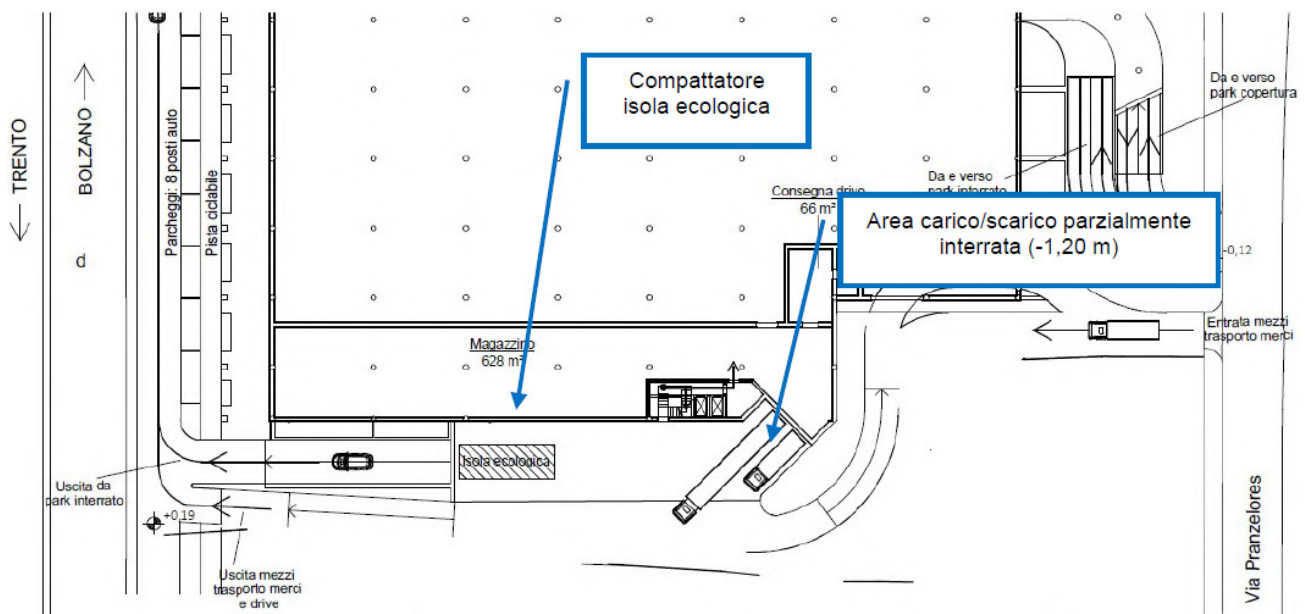 Compattatore
isola ecologica
Da e verso
park copertura
TRENTO
BOLZANO
Parcheggi: 8 posti auto
Pista ciclabile
d
Da e verso
park interrato
Consegna drive
66 m²
Area carico/scarico parzialmente
interrata (-1,20 m)
-0,12
Entrata mezzi
trasporto merci
Magazzino
628 m²
Isola ecologica
Uscita da
park interrato
+0,19
Uscita mezzi
trasporto merci
e drive
Via Pranzelores